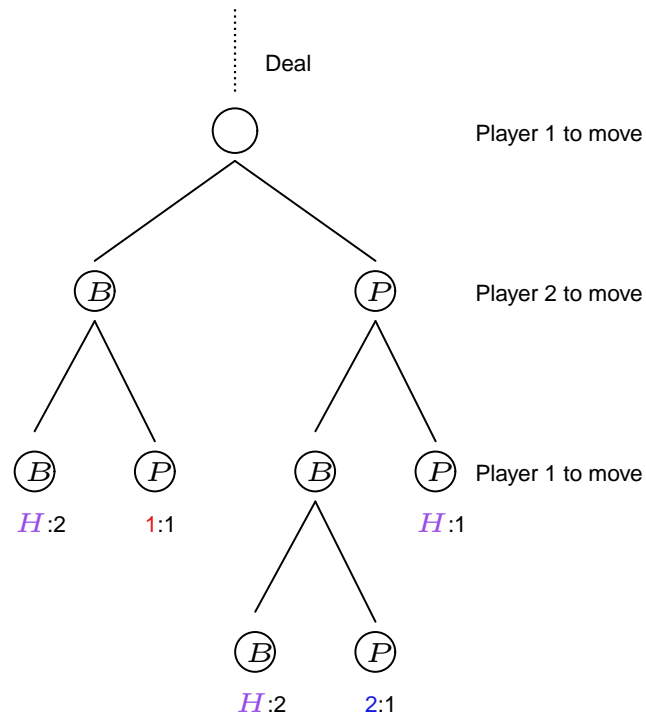 Deal
Player 1 to move
B P Player 2 to move
B P B P Player 1 to move
H:2 1:1 H:1
B P
H:2 2:1